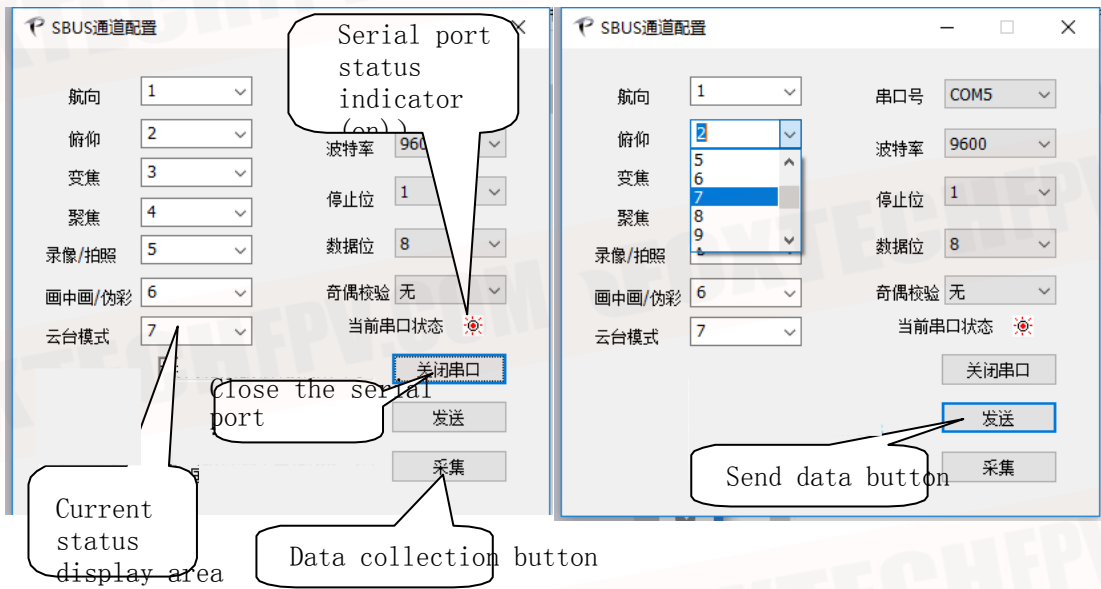 SBUS通道配置
航向 1
俯仰 2
变焦 3
聚焦 4
录像/拍照 5
画中画/伪彩 6
云台模式 7
Serial port
status
indicator
(on))
波特率 960
停止位 1
数据位 8
奇偶校验 无
当前串口状态
关闭串口
Close the serial
port
发送
采集
Current
status
display area
Data collection button
SBUS通道配置
航向 1
俯仰 2
5
6
7
8
9
变焦
聚焦
录像/拍照
画中画/伪彩 6
云台模式 7
串口号 COM5
波特率 9600
停止位 1
数据位 8
奇偶校验 无
当前串口状态
关闭串口
发送
采集
Send data button